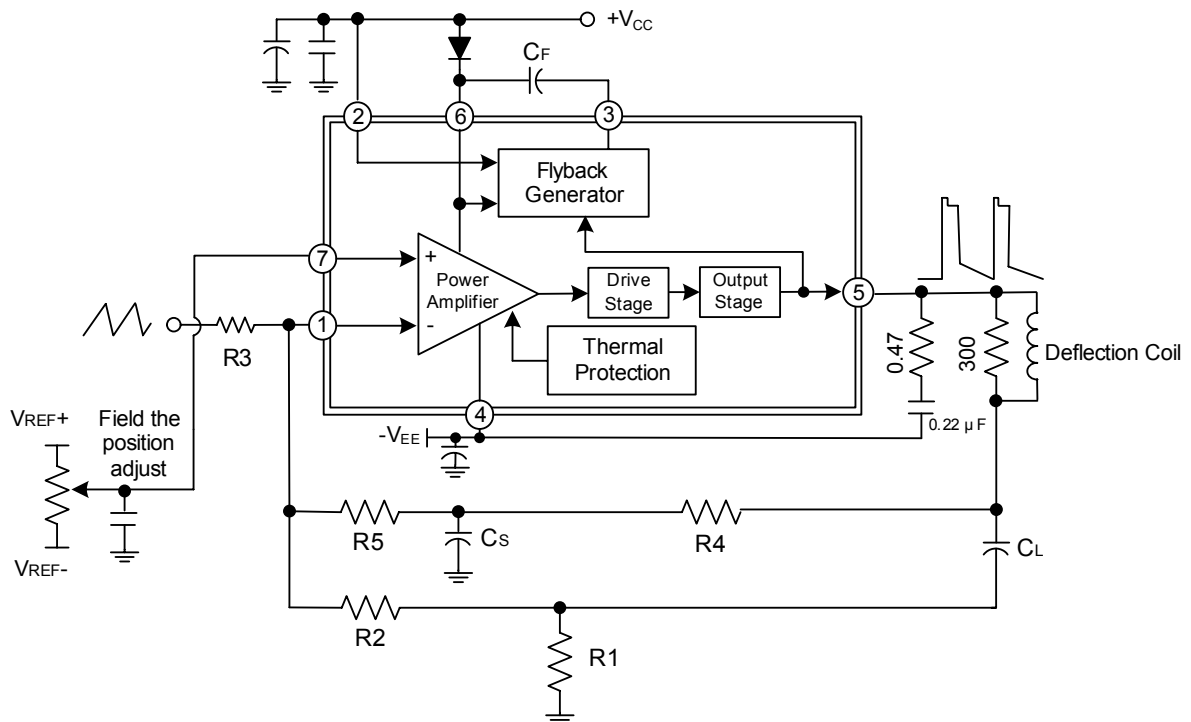 +VCC
CF
2
6
3
Flyback
Generator
7
+
Power
Amplifier
Drive
Stage
Output
Stage
5
1
-
R3
Thermal
Protection
0.47
300
Deflection Coil
4
0.22 µF
-VEE
VREF+
Field the
position
adjust
VREF-
R5
CS
R4
CL
R2
R1